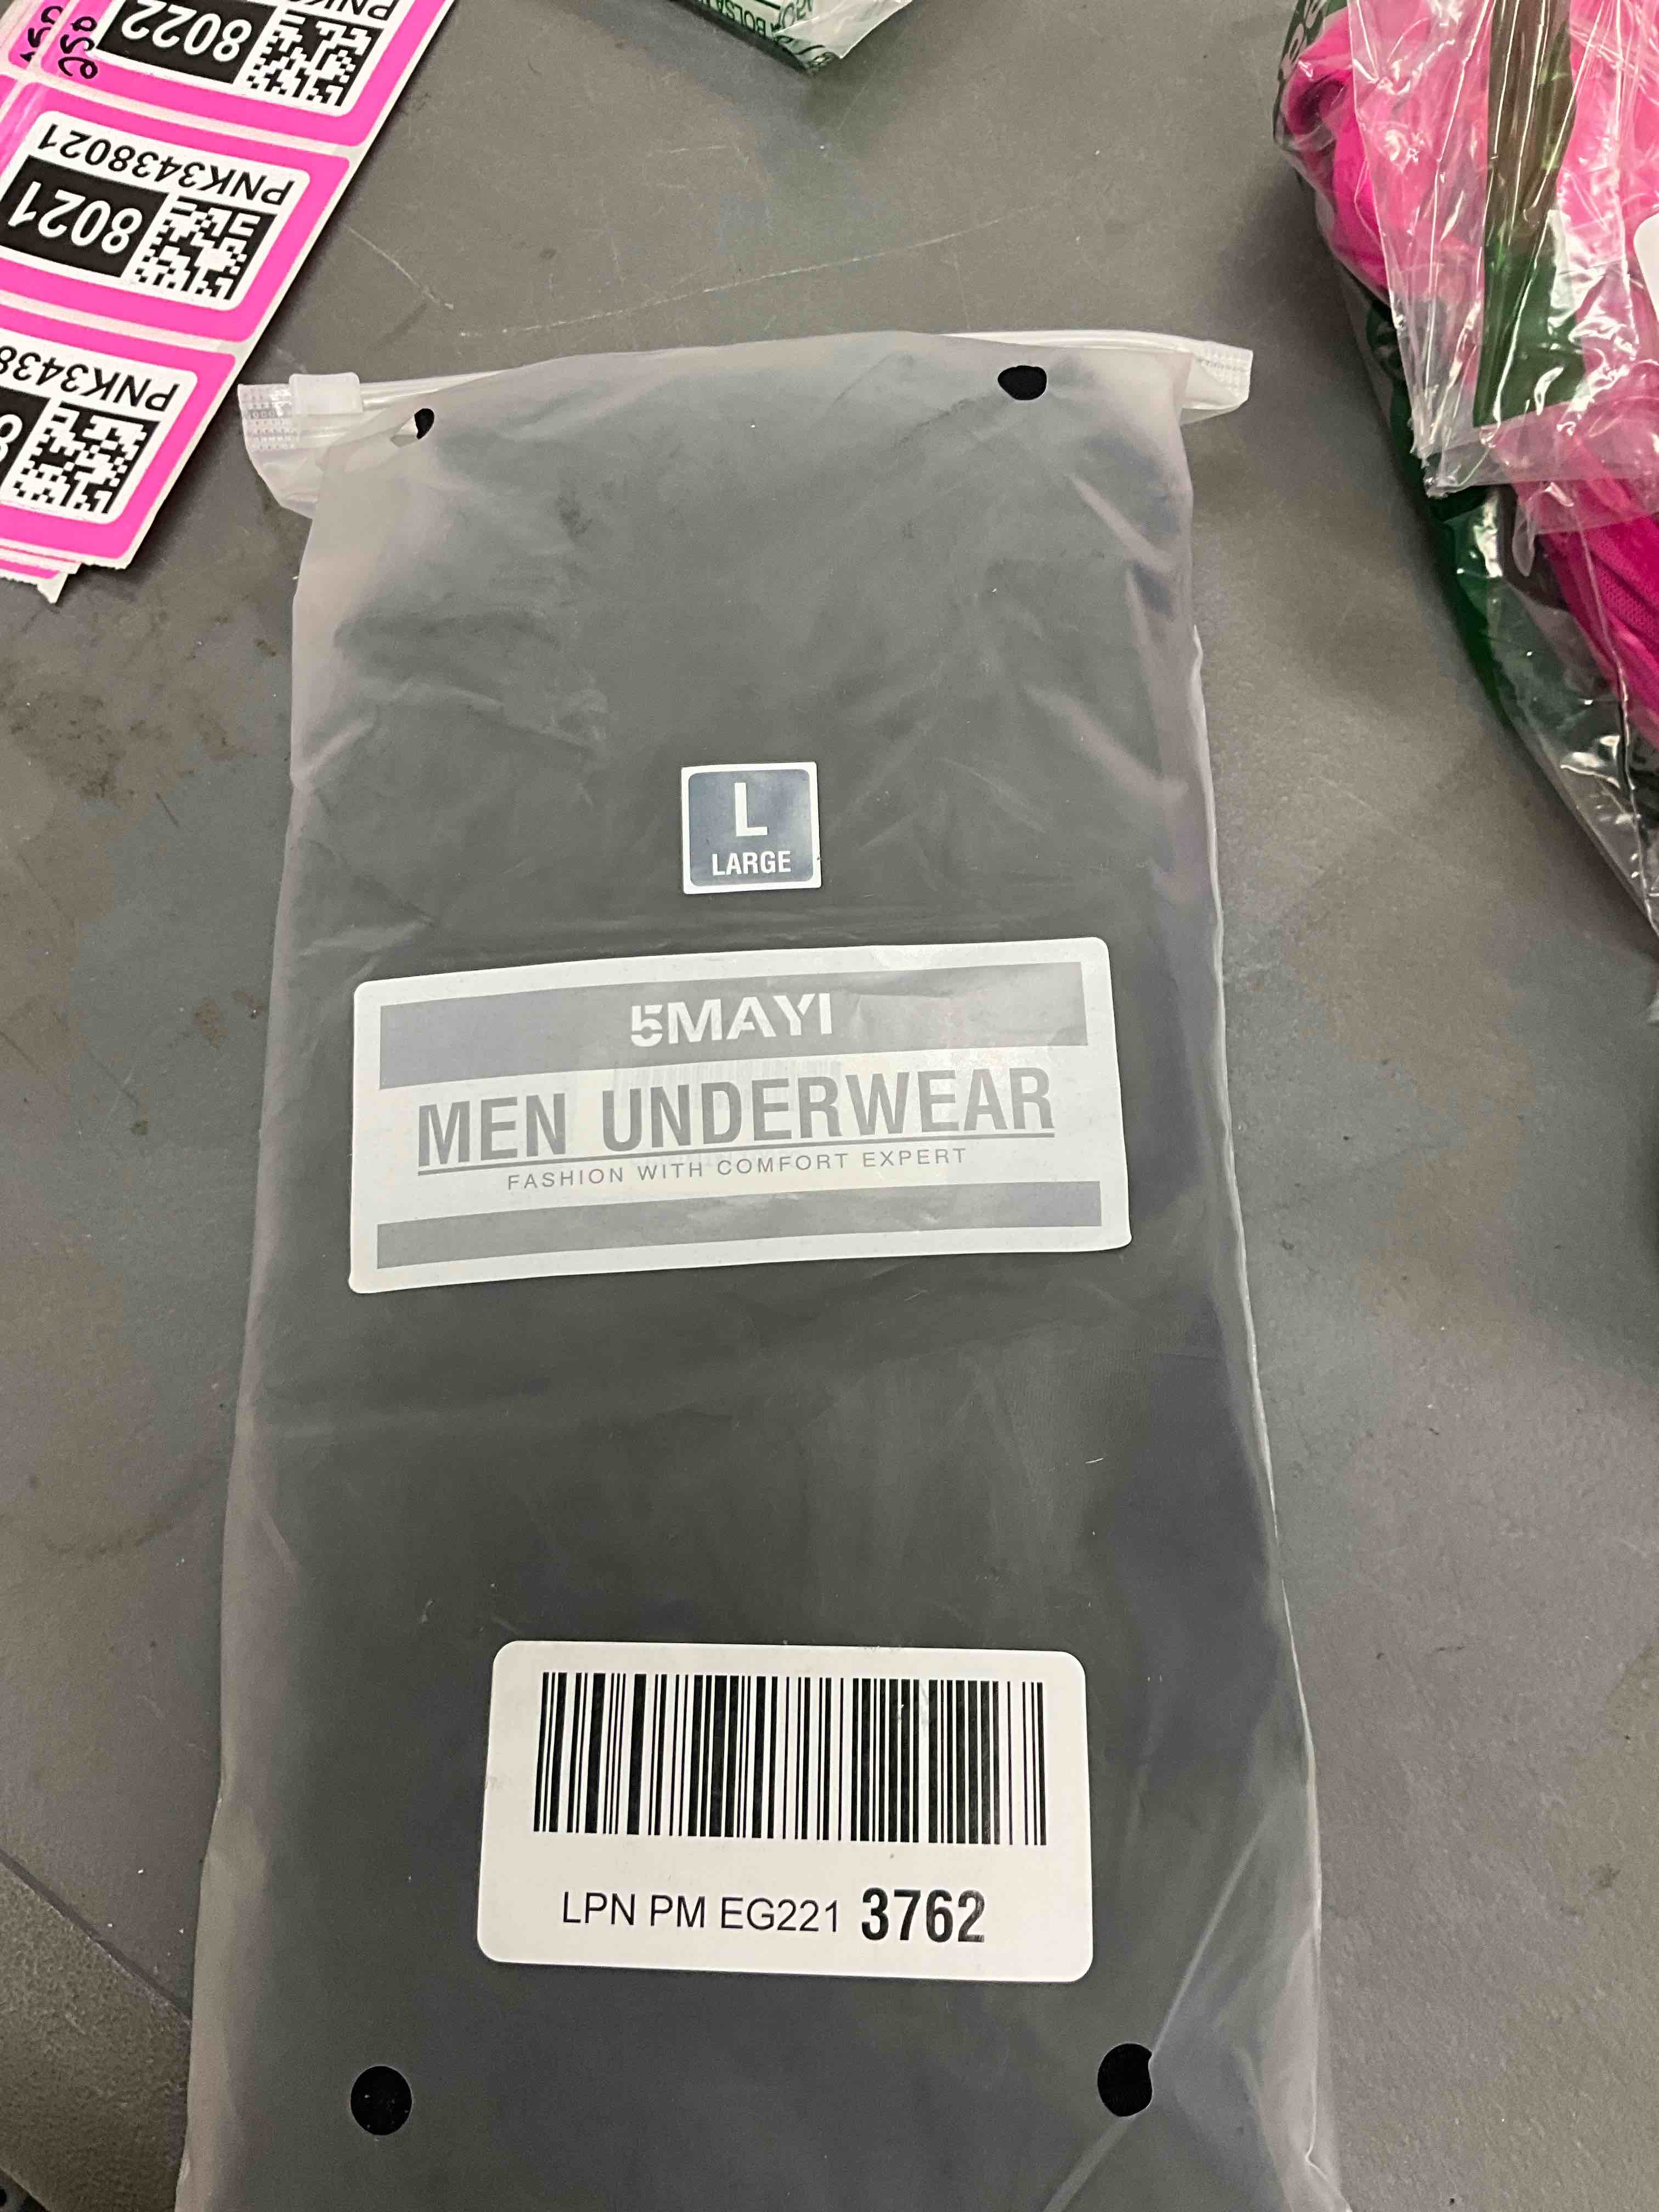 8022
PNK3438021
8021
PNK3438
L
LARGE
5MAYI
MEN UNDERWEAR
FASHION WITH COMFORT EXPERT
LPN PM EG221 3762